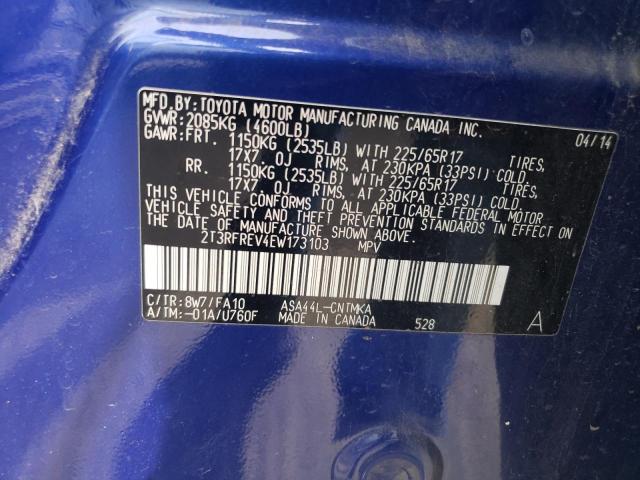 MFD.BY:TOYOTA MOTOR MANUFACTURING CANADA INC.
GVWR:2085KG (4600LB) 04/14
GAWR:FRT. 1150KG (2535LB) WITH 225/65R17 TIRES,
17X7 0J RIMS, AT 230KPA (33PSI) COLD.
RR. 1150KG (2535LB) WITH 225/65R17 TIRES,
17X7 0J RIMS, AT 230KPA (33PSI) COLD.
THIS VEHICLE CONFORMS TO ALL APPLICABLE FEDERAL MOTOR
VEHICLE SAFETY AND THEFT PREVENTION STANDARDS IN EFFECT ON
THE DATE OF MANUFACTURE SHOWN ABOVE.
2T3RFREV4EW173103 MPV
C/TR:8W7/FA10 ASA44L-CNTMKA
A/TM:-01A/U760F MADE IN CANADA 528 A